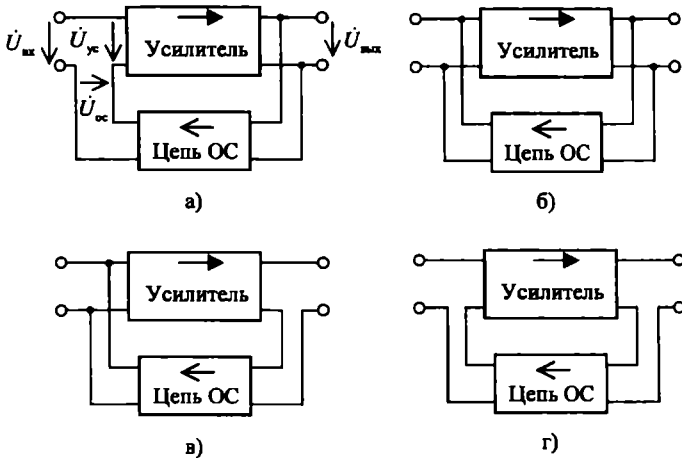 U̇вх
U̇ус
Усилитель
U̇вых
U̇ос
Цепь ОС
а)
Усилитель
Цепь ОС
б)
Усилитель
Цепь ОС
в)
Усилитель
Цепь ОС
г)